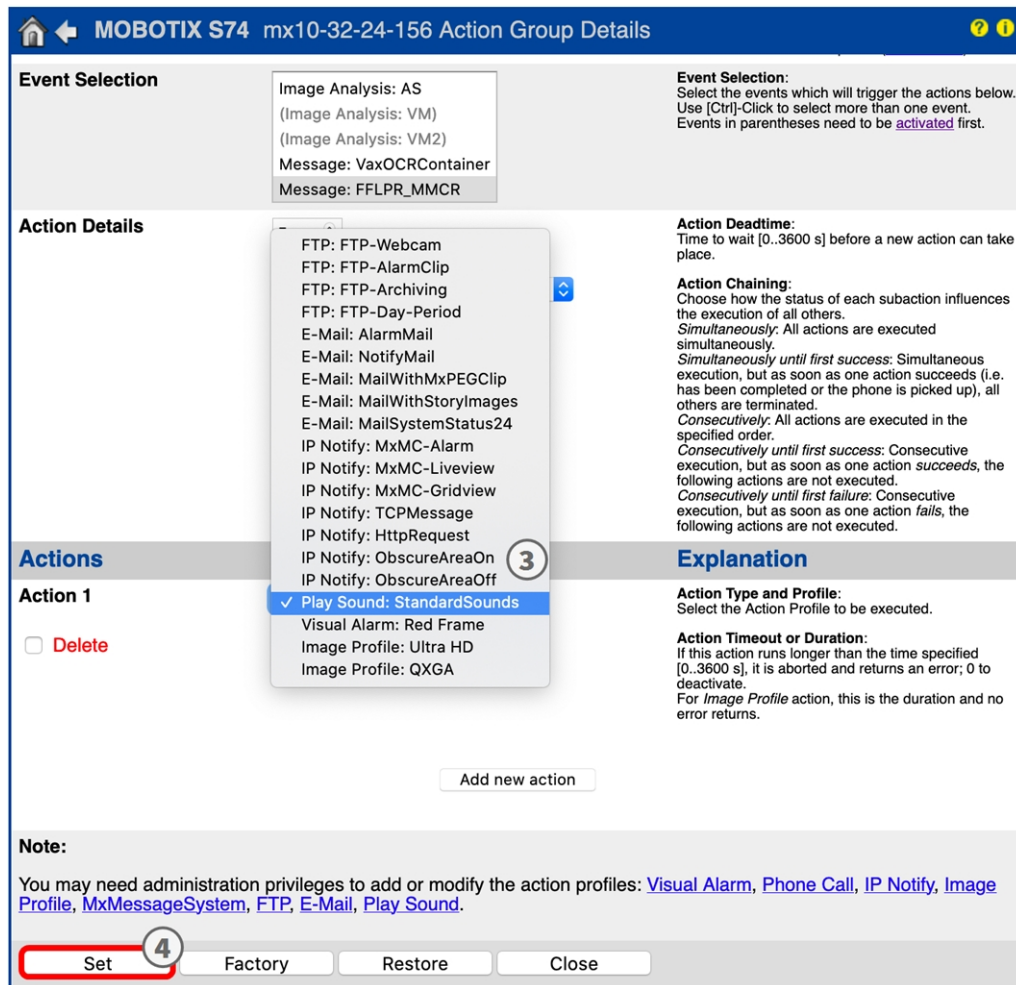 MOBOTIX S74 mx10-32-24-156 Action Group Details
? i
Event Selection
Image Analysis: AS
(Image Analysis: VM)
(Image Analysis: VM2)
Message: VaxOCRContainer
Message: FFLPR_MMCR
Event Selection:
Select the events which will trigger the actions below.
Use [Ctrl]-Click to select more than one event.
Events in parentheses need to be activated first.
Action Details
FTP: FTP-Webcam
FTP: FTP-AlarmClip
FTP: FTP-Archiving
FTP: FTP-Day-Period
E-Mail: AlarmMail
E-Mail: NotifyMail
E-Mail: MailWithMxPEGClip
E-Mail: MailWithStoryImages
E-Mail: MailSystemStatus24
IP Notify: MxMC-Alarm
IP Notify: MxMC-Liveview
IP Notify: MxMC-Gridview
IP Notify: TCPMessage
IP Notify: HttpRequest
IP Notify: ObscureAreaOn
IP Notify: ObscureAreaOff
✓ Play Sound: StandardSounds
Visual Alarm: Red Frame
Image Profile: Ultra HD
Image Profile: QXGA
3
Action Deadtime:
Time to wait [0..3600 s] before a new action can take
place.
Action Chaining:
Choose how the status of each subaction influences
the execution of all others.
Simultaneously: All actions are executed
simultaneously.
Simultaneously until first success: Simultaneous
execution, but as soon as one action succeeds (i.e.
has been completed or the phone is picked up), all
others are terminated.
Consecutively: All actions are executed in the
specified order.
Consecutively until first success: Consecutive
execution, but as soon as one action succeeds, the
following actions are not executed.
Consecutively until first failure: Consecutive
execution, but as soon as one action fails, the
following actions are not executed.
Actions
Explanation
Action 1
Delete
Action Type and Profile:
Select the Action Profile to be executed.
Action Timeout or Duration:
If this action runs longer than the time specified
[0..3600 s], it is aborted and returns an error; 0 to
deactivate.
For Image Profile action, this is the duration and no
error returns.
Add new action
Note:
You may need administration privileges to add or modify the action profiles: Visual Alarm, Phone Call, IP Notify, Image
Profile, MxMessageSystem, FTP, E-Mail, Play Sound.
4
Set
Factory
Restore
Close